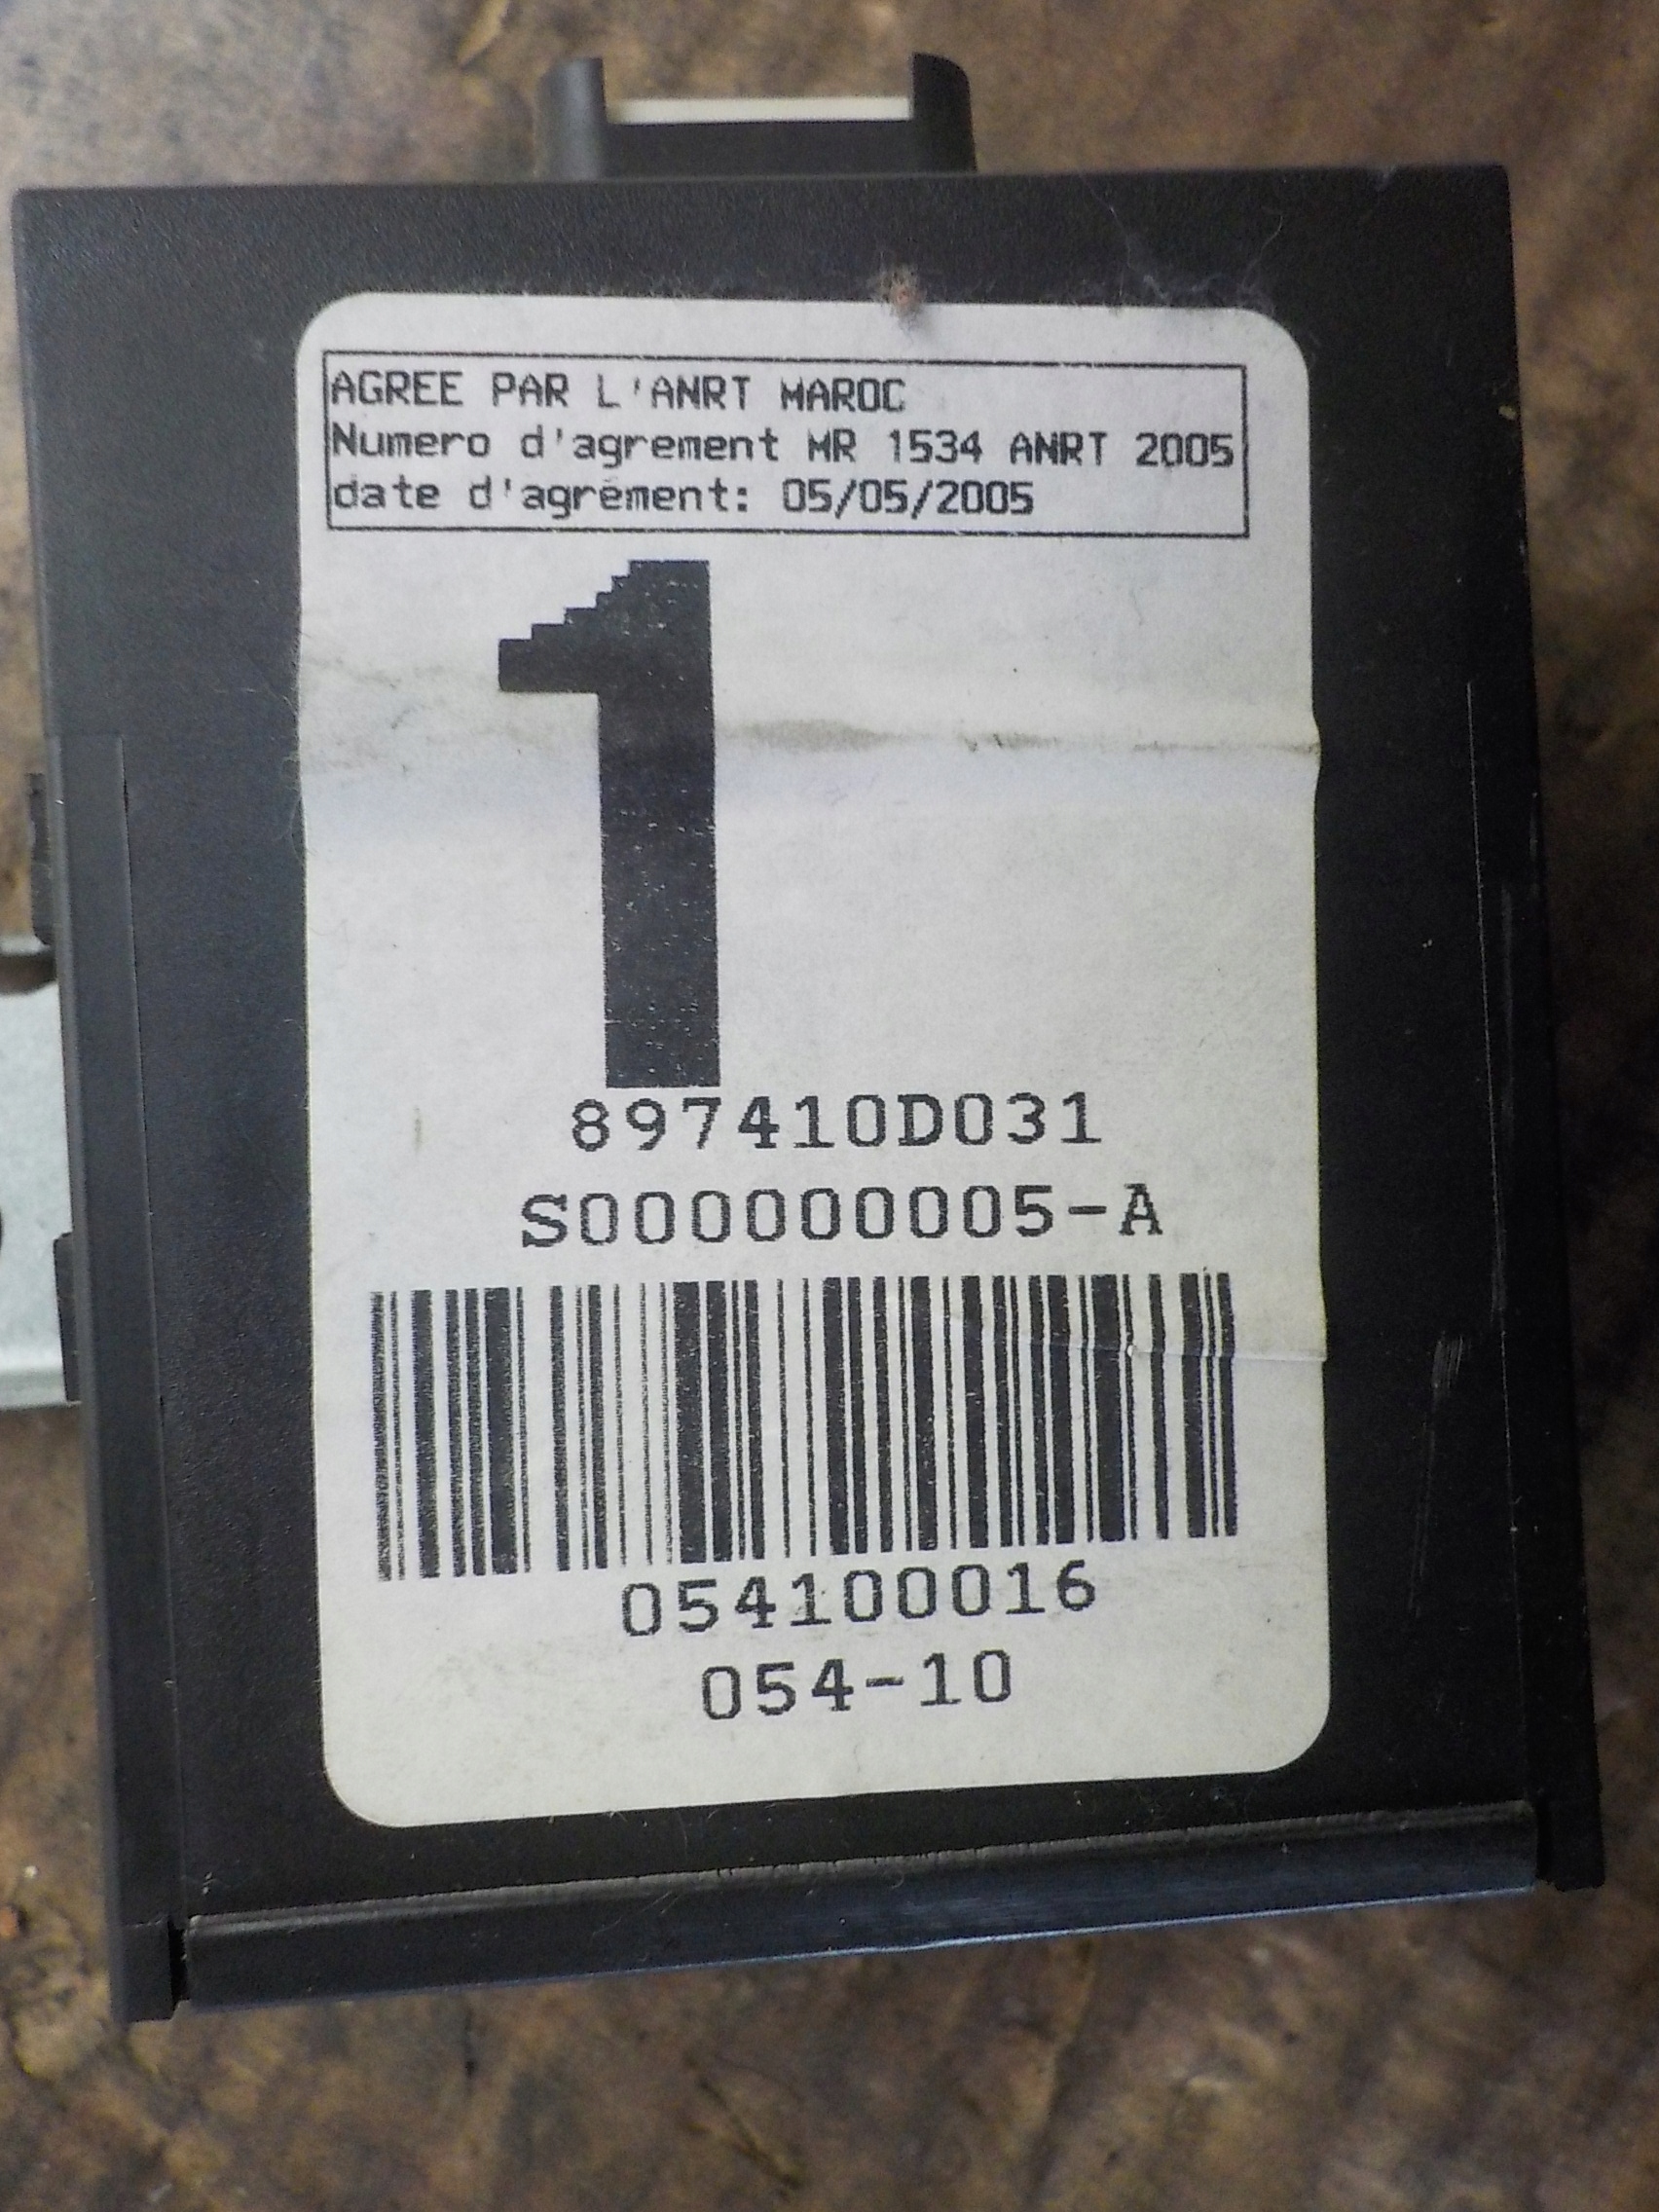 AGREE PAR L'ANRT MAROC
Numero d'agrement MR 1534 ANRT 2005
date d'agrement: 05/05/2005
1
897410D031
S000000005-A
054100016
054-10